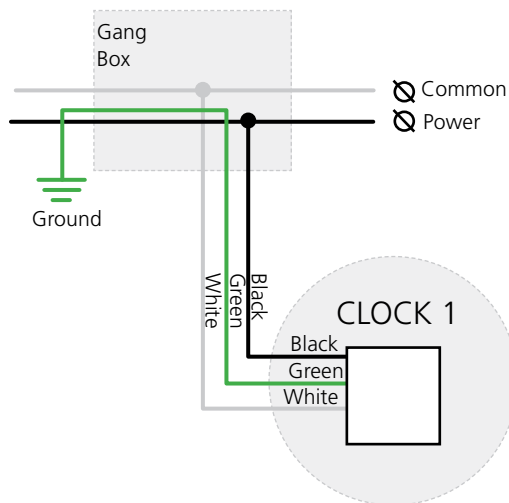 Gang
Box
Common
Power
Ground
White
Green
Black
CLOCK 1
Black
Green
White